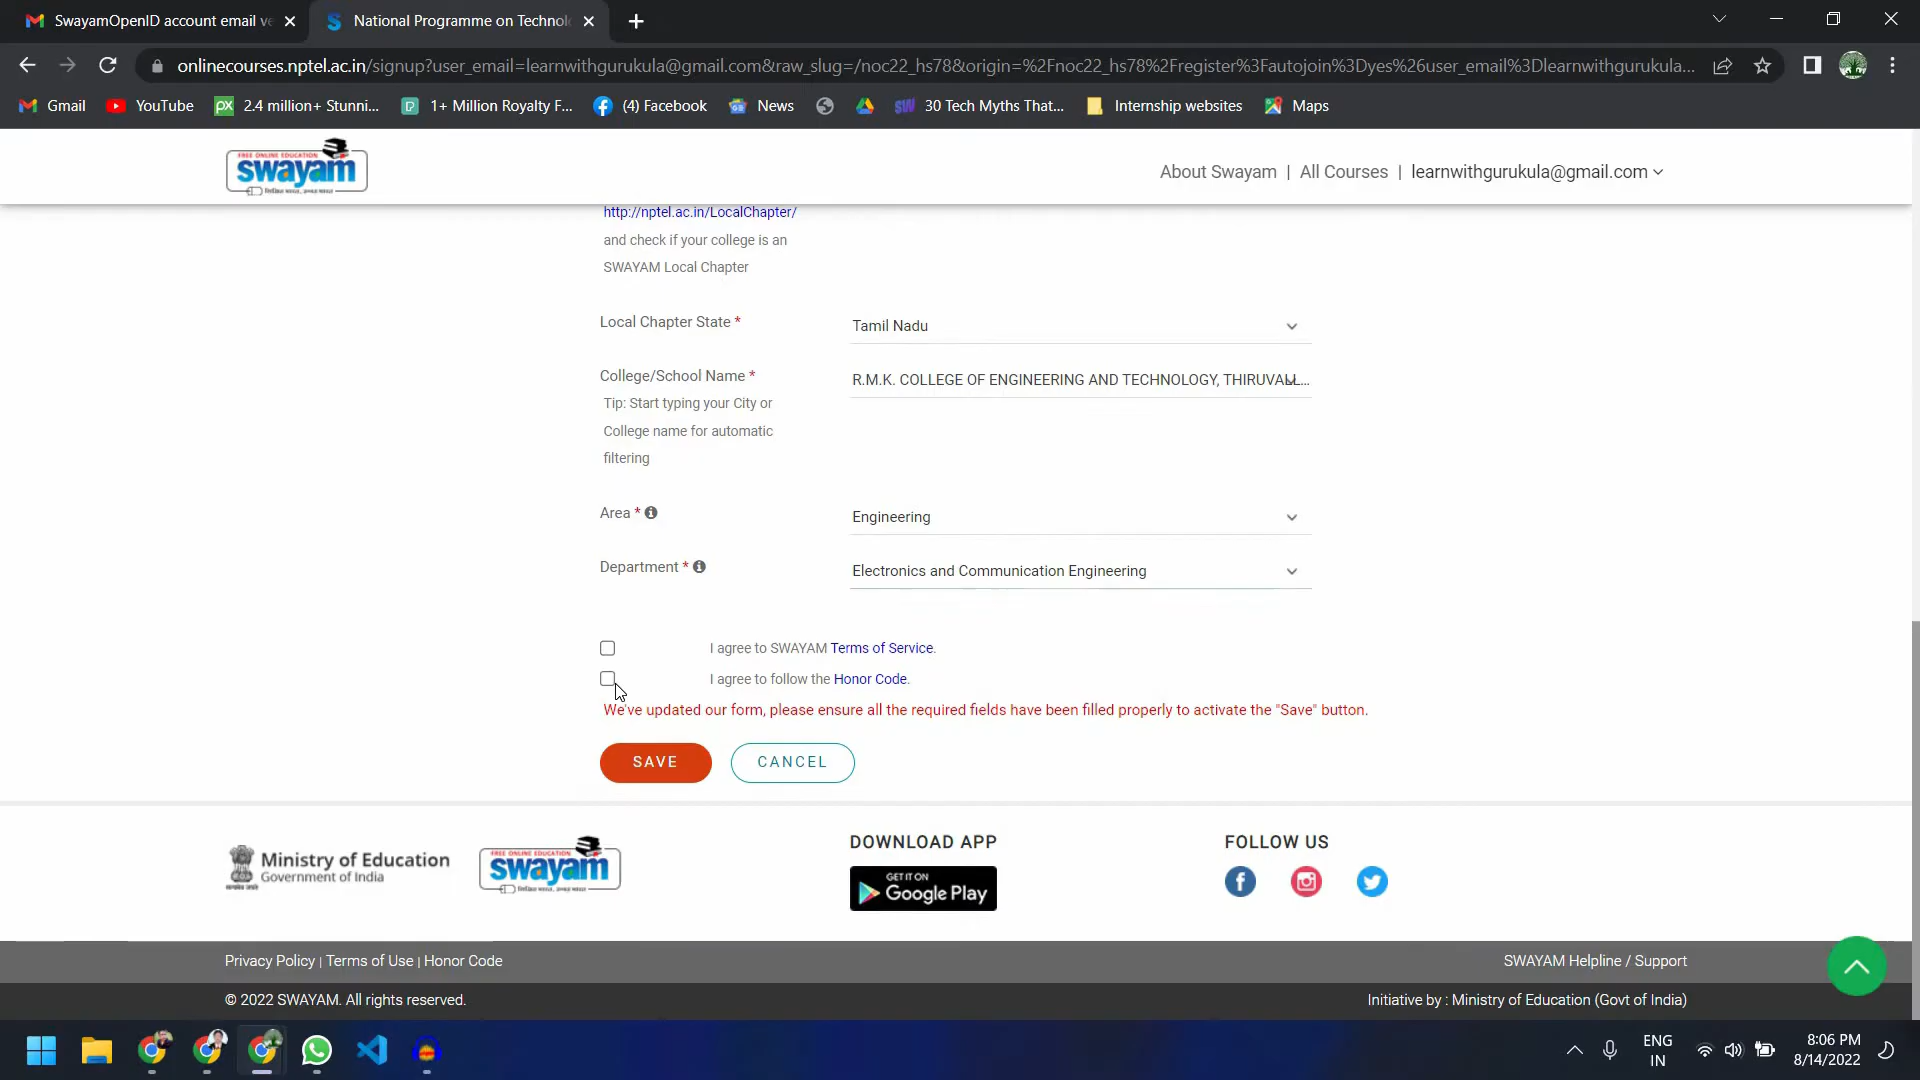 SwayamOpenID account email ve
National Programme on Technol
onlinecourses.nptel.ac.in/signup?user_email=learnwithgurukula@gmail.com&raw_slug=/noc22_hs78&origin=%2Fnoc22_hs78%2Fregister%3Fautojoin%3Dyes%26user_email%3Dlearnwithgurukula...
Gmail YouTube 2.4 million+ Stunni... 1+ Million Royalty F... (4) Facebook News 30 Tech Myths That... Internship websites Maps
FREE ONLINE EDUCATION
swayam
About Swayam | All Courses | learnwithgurukula@gmail.com
http://nptel.ac.in/LocalChapter/
and check if your college is an
SWAYAM Local Chapter
Local Chapter State * Tamil Nadu
College/School Name * R.M.K. COLLEGE OF ENGINEERING AND TECHNOLOGY, THIRUVALL...
Tip: Start typing your City or
College name for automatic
filtering
Area * Engineering
Department * Electronics and Communication Engineering
I agree to SWAYAM Terms of Service.
I agree to follow the Honor Code.
We've updated our form, please ensure all the required fields have been filled properly to activate the "Save" button.
SAVE CANCEL
Ministry of Education
Government of India
FREE ONLINE EDUCATION
swayam
DOWNLOAD APP
GET IT ON
Google Play
FOLLOW US
Privacy Policy | Terms of Use | Honor Code
SWAYAM Helpline / Support
© 2022 SWAYAM. All rights reserved.
Initiative by : Ministry of Education (Govt of India)
ENG
IN
8:06 PM
8/14/2022